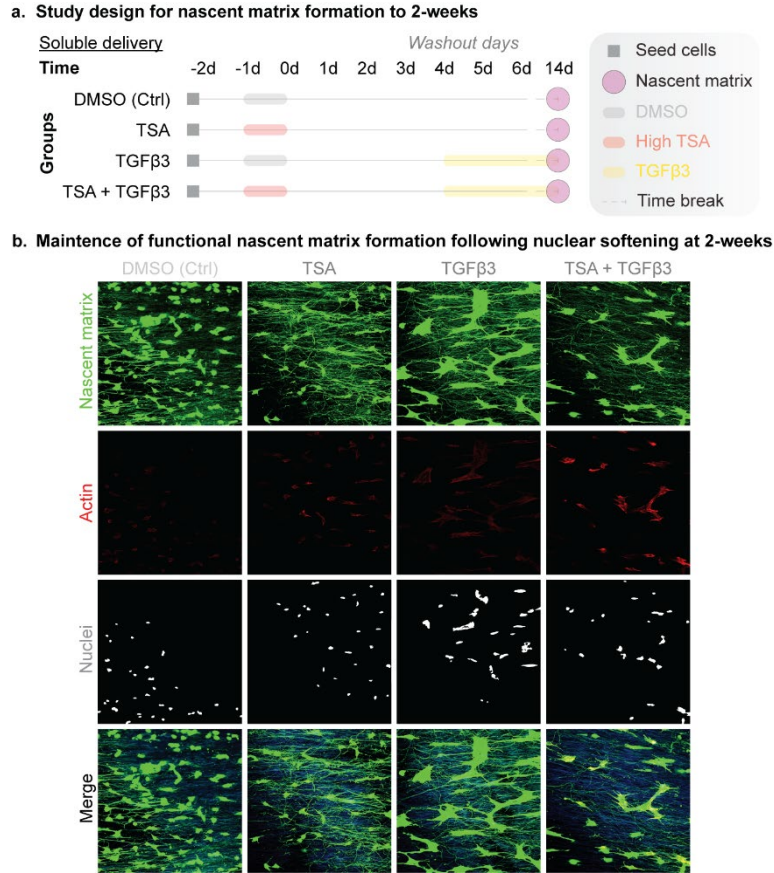 a. Study design for nascent matrix formation to 2-weeks
Soluble delivery
Washout days
Time -2d -1d 0d 1d 2d 3d 4d 5d 6d 14d
Groups
DMSO (Ctrl)
TSA
TGFβ3
TSA + TGFβ3
Seed cells
Nascent matrix
DMSO
High TSA
TGFβ3
Time break
b. Maintence of functional nascent matrix formation following nuclear softening at 2-weeks
DMSO (Ctrl) TSA TGFβ3 TSA + TGFβ3
Nascent matrix
Actin
Nuclei
Merge